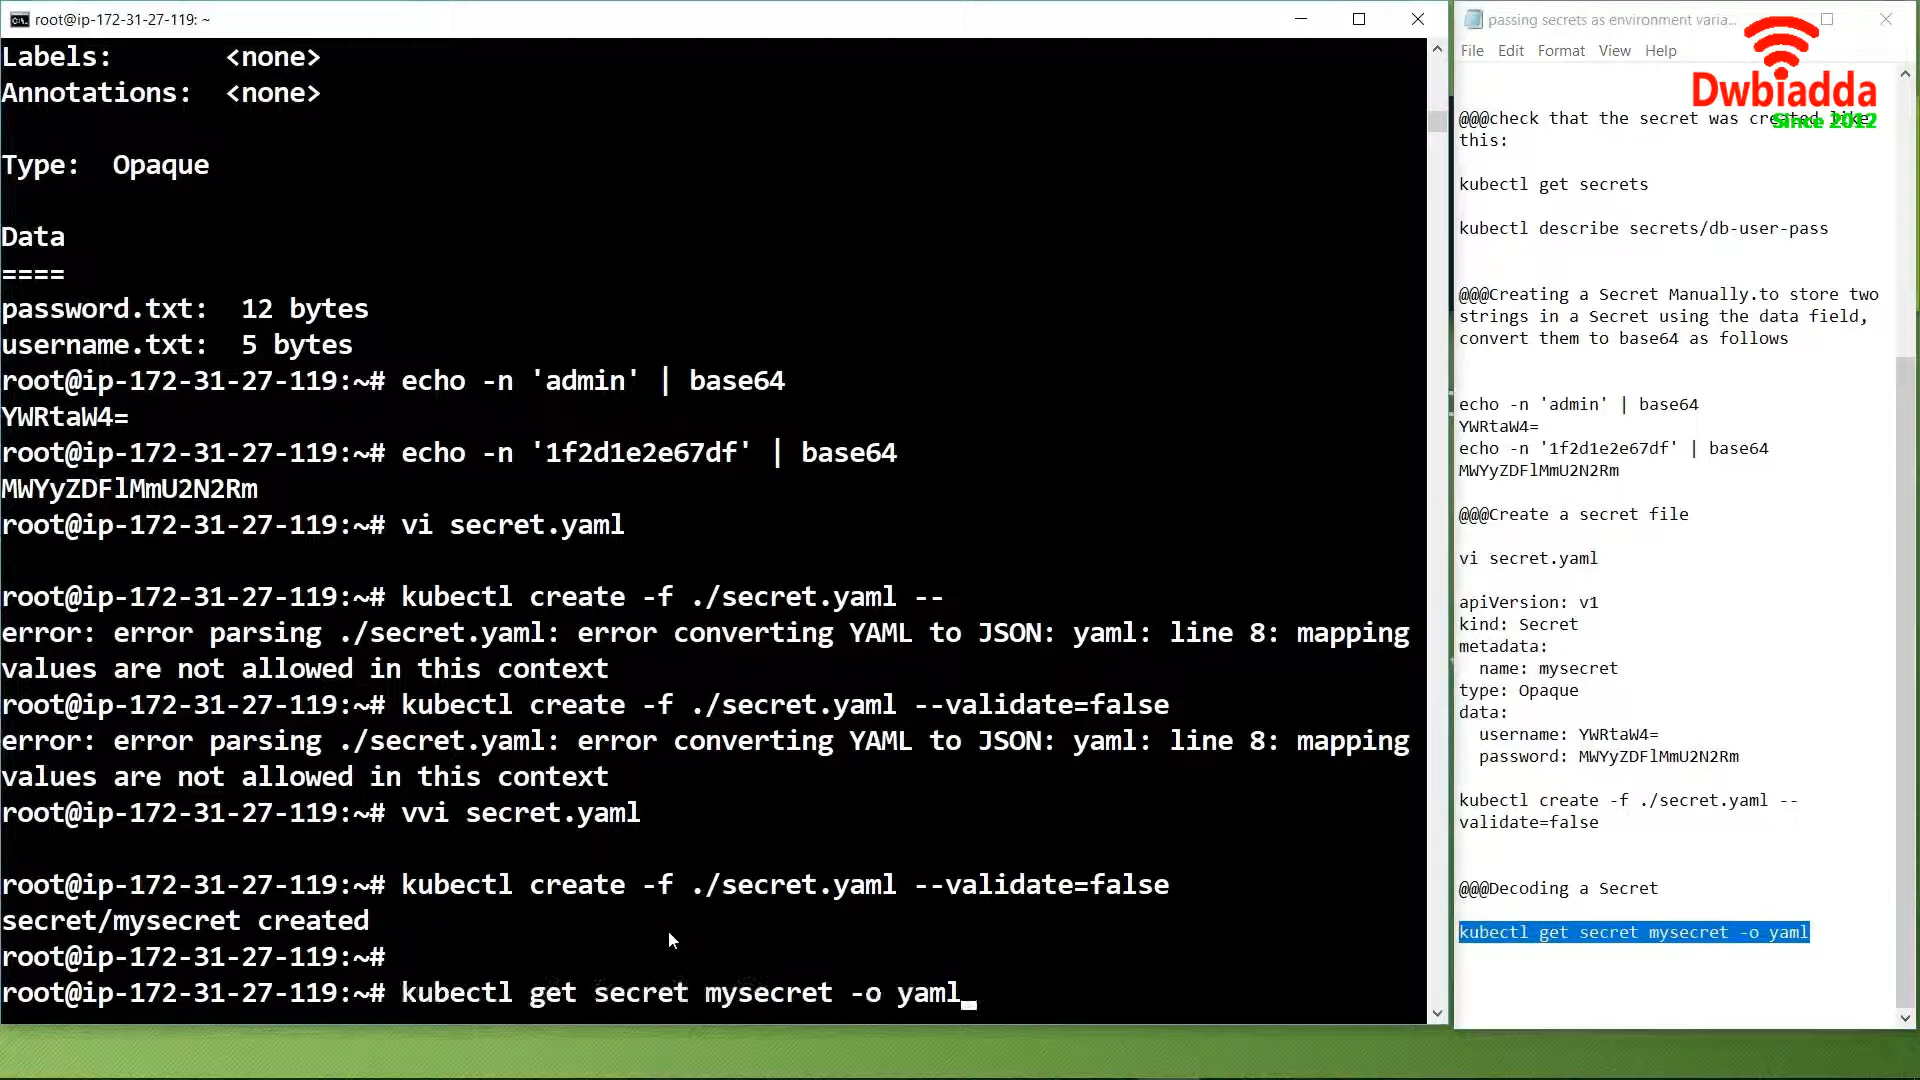 root@ip-172-31-27-119: ~
Labels:       <none>
Annotations:  <none>
Type:  Opaque
Data
====
password.txt:  12 bytes
username.txt:  5 bytes
root@ip-172-31-27-119:~# echo -n 'admin' | base64
YWRtaW4=
root@ip-172-31-27-119:~# echo -n '1f2d1e2e67df' | base64
MWYyZDFlMmU2N2Rm
root@ip-172-31-27-119:~# vi secret.yaml
root@ip-172-31-27-119:~# kubectl create -f ./secret.yaml --
error: error parsing ./secret.yaml: error converting YAML to JSON: yaml: line 8: mapping
values are not allowed in this context
root@ip-172-31-27-119:~# kubectl create -f ./secret.yaml --validate=false
error: error parsing ./secret.yaml: error converting YAML to JSON: yaml: line 8: mapping
values are not allowed in this context
root@ip-172-31-27-119:~# vvi secret.yaml
root@ip-172-31-27-119:~# kubectl create -f ./secret.yaml --validate=false
secret/mysecret created
root@ip-172-31-27-119:~#
root@ip-172-31-27-119:~# kubectl get secret mysecret -o yaml
passing secrets as environment varia...
File Edit Format View Help
Dwbiadda
Since 2012
@@@check that the secret was created like
this:
kubectl get secrets
kubectl describe secrets/db-user-pass
@@@Creating a Secret Manually.to store two
strings in a Secret using the data field,
convert them to base64 as follows
echo -n 'admin' | base64
YWRtaW4=
echo -n '1f2d1e2e67df' | base64
MWYyZDFlMmU2N2Rm
@@@Create a secret file
vi secret.yaml
apiVersion: v1
kind: Secret
metadata:
  name: mysecret
type: Opaque
data:
  username: YWRtaW4=
  password: MWYyZDFlMmU2N2Rm
kubectl create -f ./secret.yaml --
validate=false
@@@Decoding a Secret
kubectl get secret mysecret -o yaml